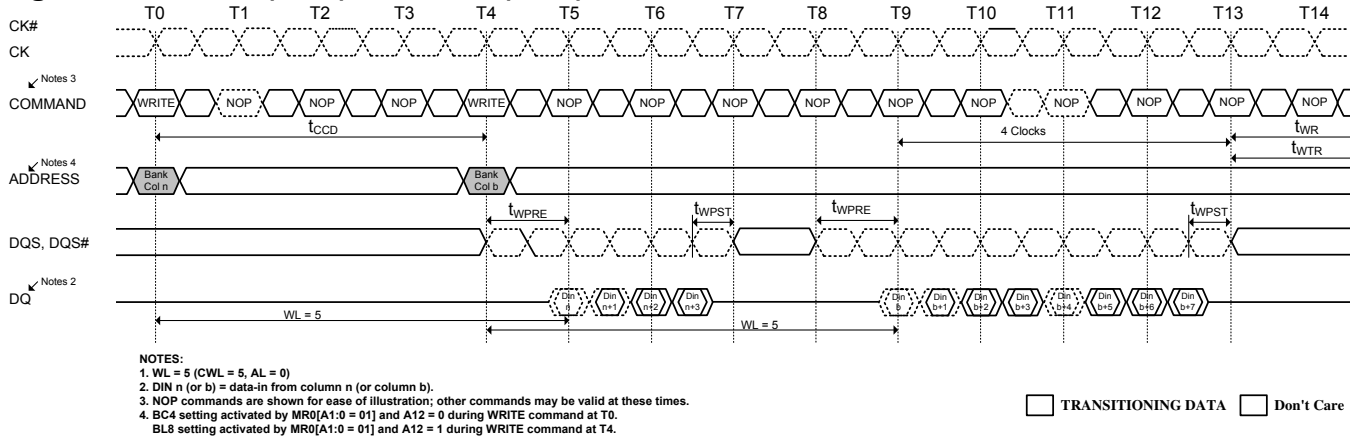 T0 T1 T2 T3 T4 T5 T6 T7 T8 T9 T10 T11 T12 T13 T14
CK#
CK
Notes 3
COMMAND WRITE NOP NOP NOP WRITE NOP NOP NOP NOP NOP NOP NOP NOP NOP NOP
tCCD 4 Clocks tWR
tWTR
Notes 4
ADDRESS Bank Col n Bank Col b
tWPRE tWPST tWPRE tWPST
DQS, DQS#
Notes 2
DQ Din n Din n+1 Din n+2 Din n+3 Din b Din b+1 Din b+2 Din b+3 Din b+4 Din b+5 Din b+6 Din b+7
WL = 5 WL = 5
NOTES:
1. WL = 5 (CWL = 5, AL = 0)
2. DIN n (or b) = data-in from column n (or column b).
3. NOP commands are shown for ease of illustration; other commands may be valid at these times.
4. BC4 setting activated by MR0[A1:0 = 01] and A12 = 0 during WRITE command at T0.
BL8 setting activated by MR0[A1:0 = 01] and A12 = 1 during WRITE command at T4.
TRANSITIONING DATA Don't Care